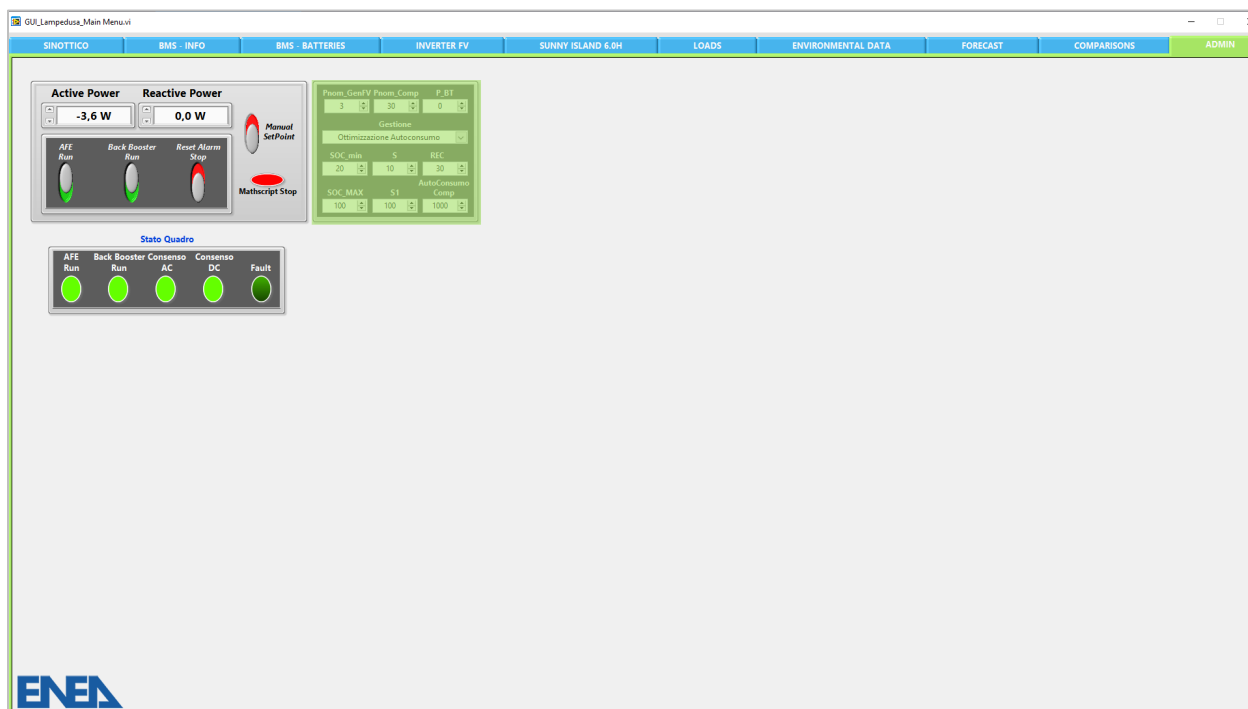 GUI_Lampedusa_Main Menu.vi
SINOTTICO BMS - INFO BMS - BATTERIES INVERTER FV SUNNY ISLAND 6.0H LOADS ENVIRONMENTAL DATA FORECAST COMPARISONS ADMIN
Active Power Reactive Power
-3,6 W 0,0 W
Manual
SetPoint
AFE Back Booster Reset Alarm
Run Run Stop
Mathscript Stop
Pnom_GenFV Pnom_Comp P_BT
3 30 0
Gestione
Ottimizzazione Autoconsumo
SOC_min S REC
20 10 30
AutoConsumo
SOC_MAX S1 Comp
100 100 1000
Stato Quadro
AFE Back Booster Consenso Consenso
Run Run AC DC Fault
ENEA